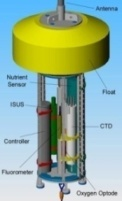 Antenna
Nutrient
Sensor
Float
ISUS
CTD
Controller
Fluorometer
Oxygen Optode